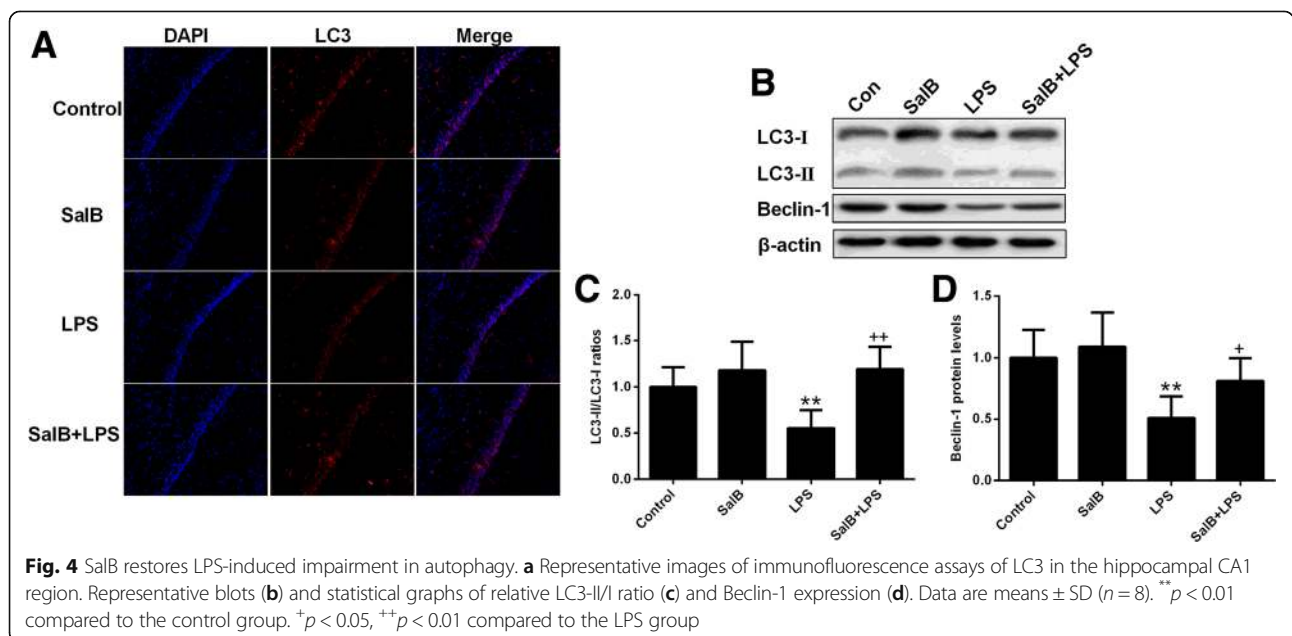 A
DAPI LC3 Merge
Control
SalB
LPS
SalB+LPS
B
Con SalB LPS SalB+LPS
LC3-I
LC3-II
Beclin-1
β-actin
C
LC3-II/LC3-I ratios
2.0
1.5
1.0
0.5
0.0
**
++
Control SalB LPS SalB+LPS
D
Beclin-1 protein levels
1.5
1.0
0.5
0.0
**
+
Control SalB LPS SalB+LPS
Fig. 4 SalB restores LPS-induced impairment in autophagy. a Representative images of immunofluorescence assays of LC3 in the hippocampal CA1
region. Representative blots (b) and statistical graphs of relative LC3-II/I ratio (c) and Beclin-1 expression (d). Data are means ± SD (n = 8). **p < 0.01
compared to the control group. +p < 0.05, ++p < 0.01 compared to the LPS group